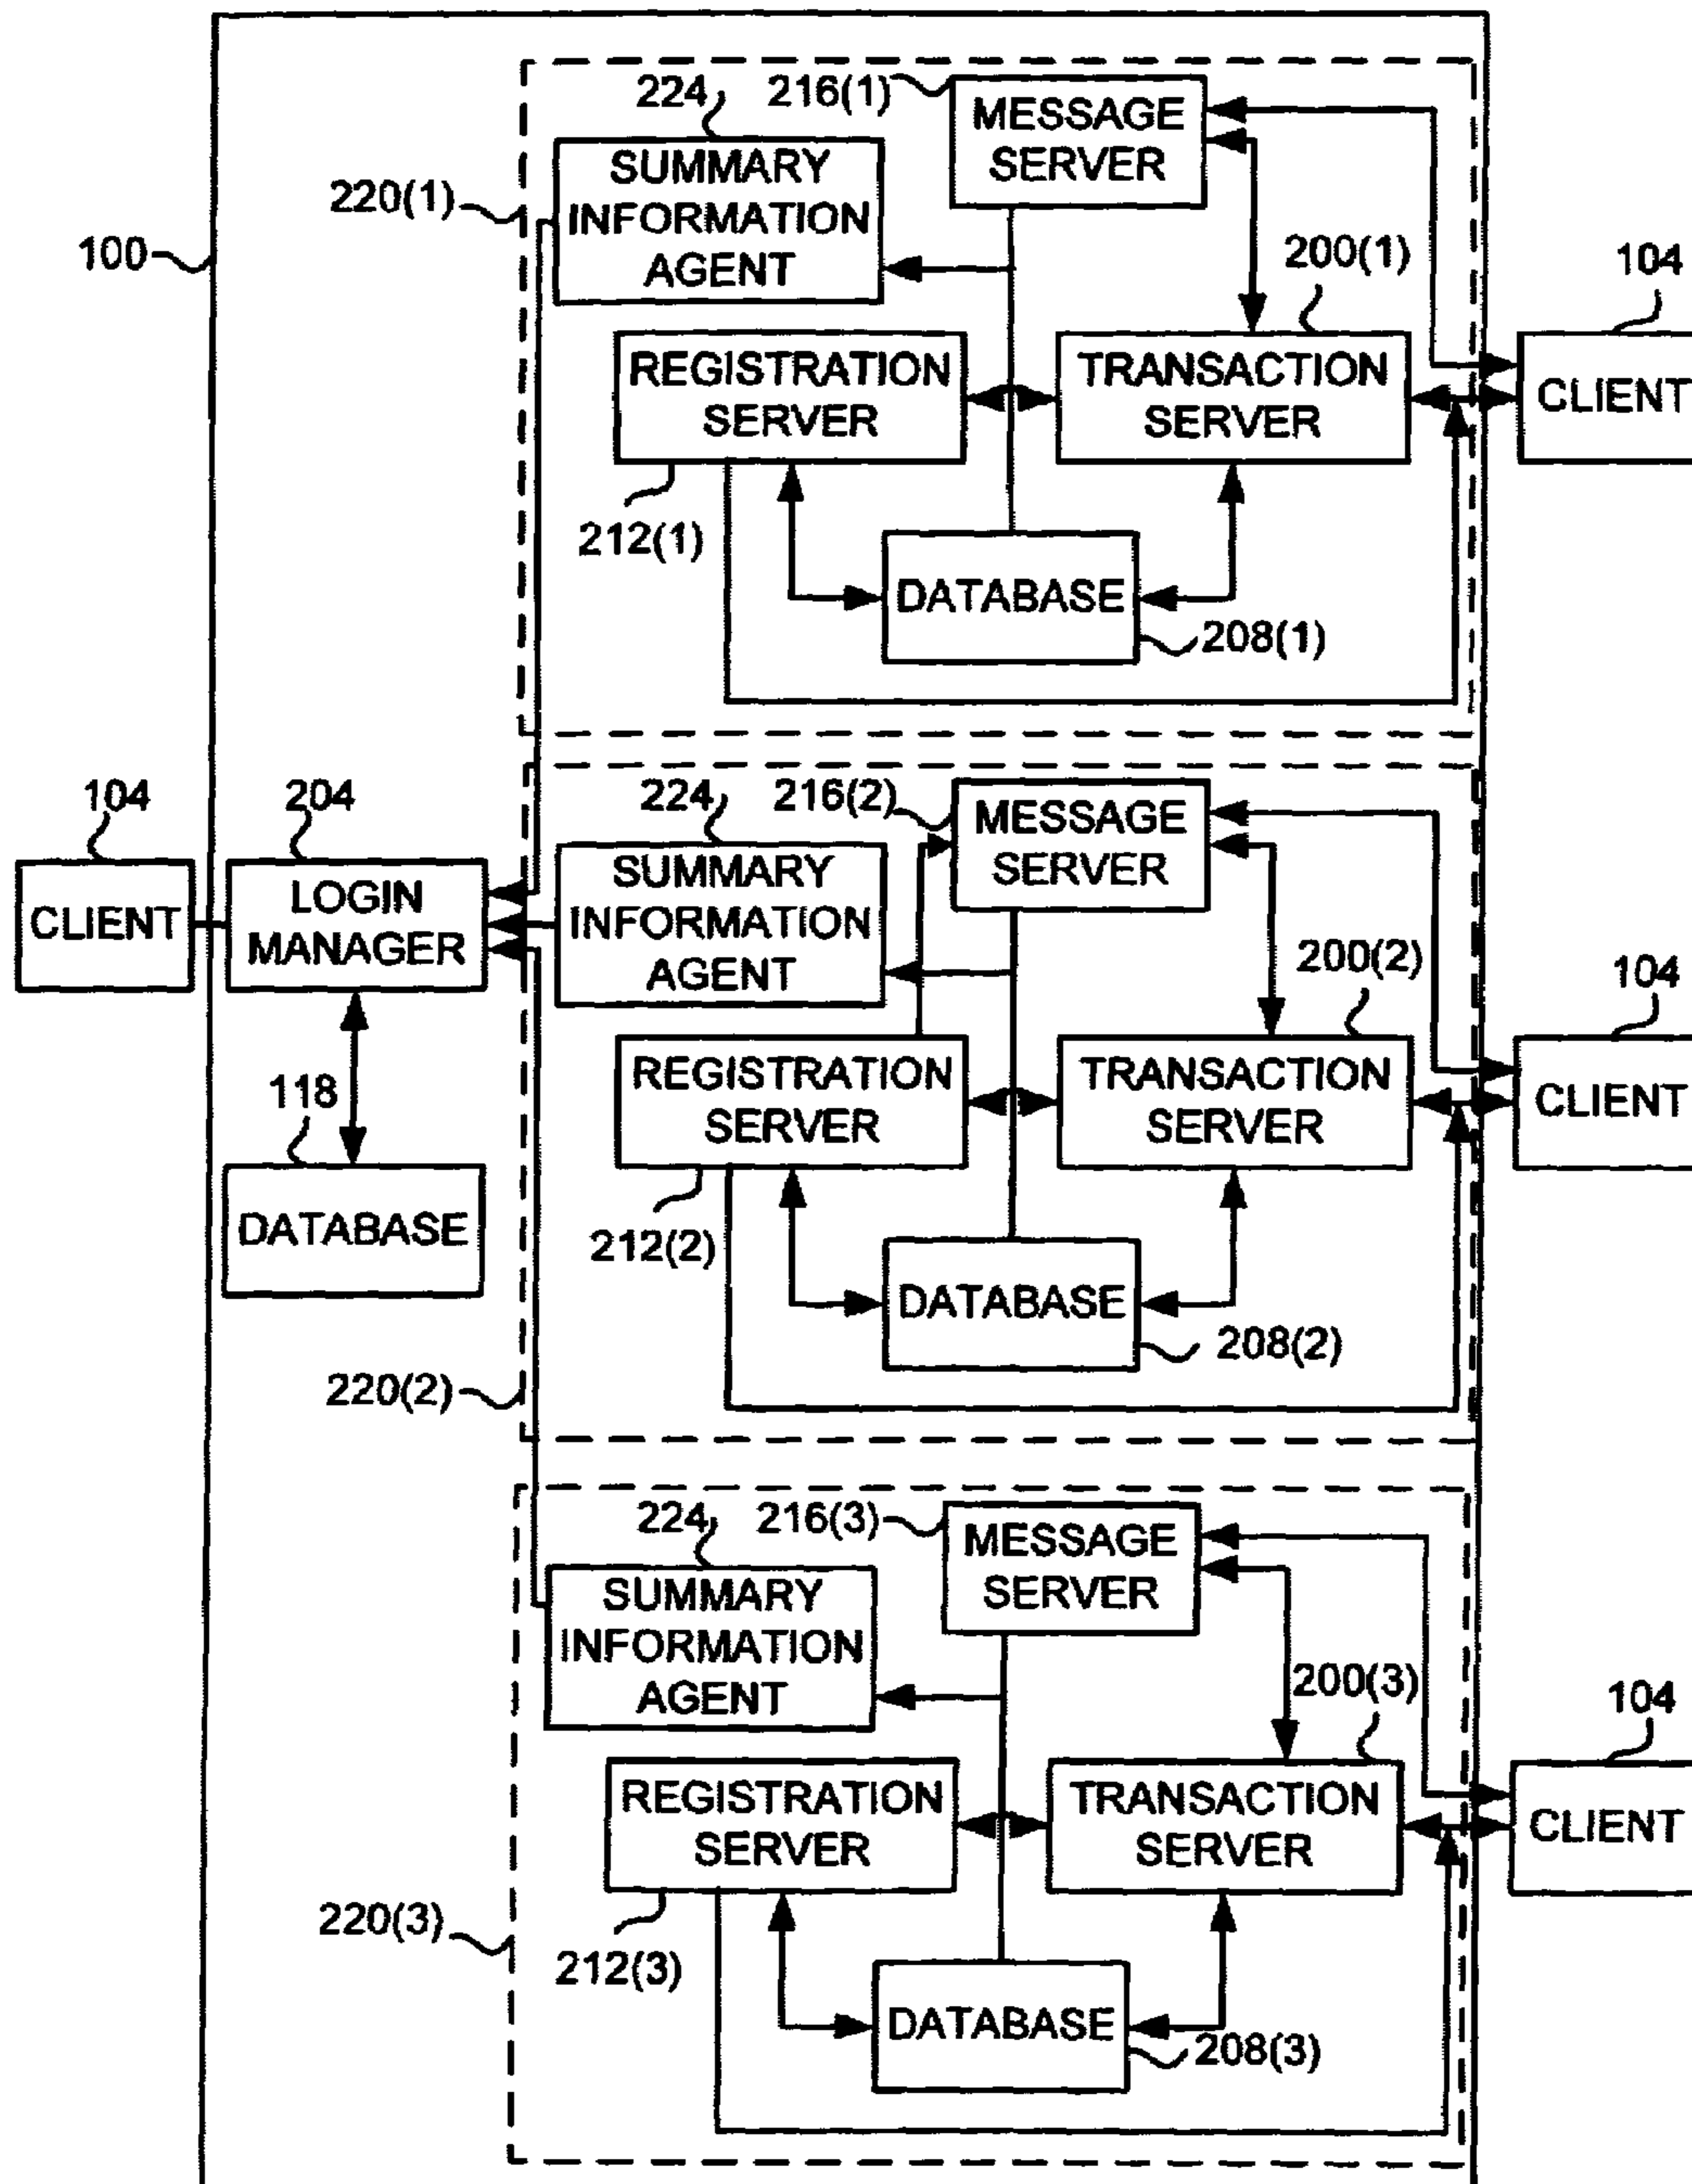 224
216(1)
MESSAGE
SERVER
SUMMARY
INFORMATION
AGENT
220(1)
100
200(1)
104
REGISTRATION
SERVER
TRANSACTION
SERVER
CLIENT
212(1)
DATABASE
208(1)
104
204
224
216(2)
MESSAGE
SERVER
CLIENT
LOGIN
MANAGER
SUMMARY
INFORMATION
AGENT
200(2)
104
118
REGISTRATION
SERVER
TRANSACTION
SERVER
CLIENT
DATABASE
212(2)
DATABASE
208(2)
220(2)
224
216(3)
MESSAGE
SERVER
SUMMARY
INFORMATION
AGENT
200(3)
104
REGISTRATION
SERVER
TRANSACTION
SERVER
CLIENT
220(3)
212(3)
DATABASE
208(3)